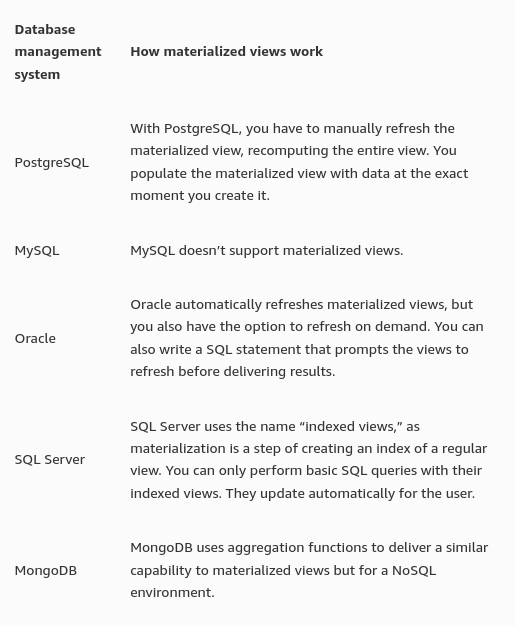 Database
management
system
How materialized views work
PostgreSQL
With PostgreSQL, you have to manually refresh the
materialized view, recomputing the entire view. You
populate the materialized view with data at the exact
moment you create it.
MySQL
MySQL doesn’t support materialized views.
Oracle
Oracle automatically refreshes materialized views, but
you also have the option to refresh on demand. You can
also write a SQL statement that prompts the views to
refresh before delivering results.
SQL Server
SQL Server uses the name “indexed views,” as
materialization is a step of creating an index of a regular
view. You can only perform basic SQL queries with their
indexed views. They update automatically for the user.
MongoDB
MongoDB uses aggregation functions to deliver a similar
capability to materialized views but for a NoSQL
environment.